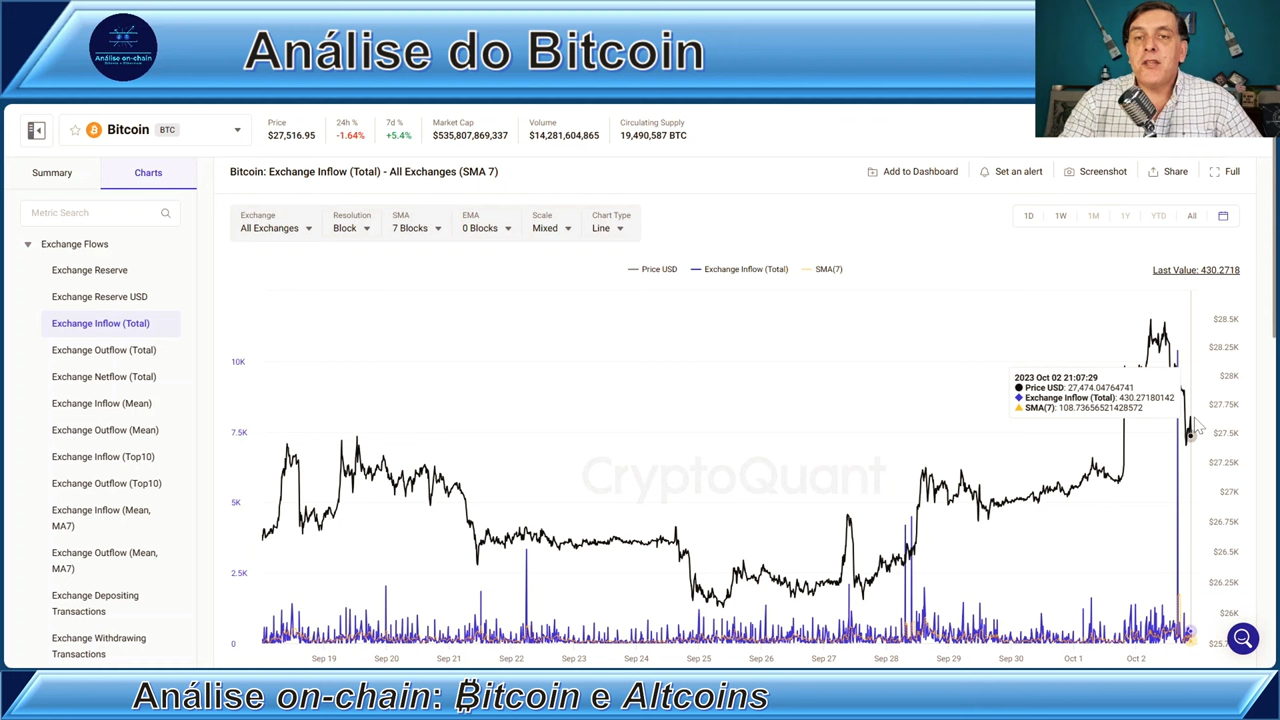 Análise do Bitcoin
Análise on-chain
Bitcoin BTC
Price
$27,516.95
24h %
-1.64%
7d %
+5.4%
Market Cap
$535,807,869,337
Volume
$14,281,604,865
Circulating Supply
19,490,587 BTC
Summary
Charts
Bitcoin: Exchange Inflow (Total) - All Exchanges (SMA 7)
Add to Dashboard
Set an alert
Screenshot
Share
Full
Metric Search
Exchange Flows
Exchange Reserve
Exchange Reserve USD
Exchange Inflow (Total)
Exchange Outflow (Total)
Exchange Netflow (Total)
Exchange Inflow (Mean)
Exchange Outflow (Mean)
Exchange Inflow (Top10)
Exchange Outflow (Top10)
Exchange Inflow (Mean,
MA7)
Exchange Outflow (Mean,
MA7)
Exchange Depositing
Transactions
Exchange Withdrawing
Transactions
Exchange
All Exchanges
Resolution
Block
SMA
7 Blocks
EMA
0 Blocks
Scale
Mixed
Chart Type
Line
1D 1W 1M 1Y YTD All
Price USD Exchange Inflow (Total) SMA(7)
Last Value: 430.2718
10K
7.5K
5K
2.5K
0
CryptoQuant
2023 Oct 02 21:07:29
Price USD: 27,474.04764741
Exchange Inflow (Total): 430.27180142
SMA(7): 108.73656521428572
$28.5K
$28.25K
$28K
$27.75K
$27.5K
$27.25K
$27K
$26.75K
$26.5K
$26.25K
$26K
Sep 19 Sep 20 Sep 21 Sep 22 Sep 23 Sep 24 Sep 25 Sep 26 Sep 27 Sep 28 Sep 29 Sep 30 Oct 1 Oct 2
Análise on-chain: ₿itcoin e Altcoins